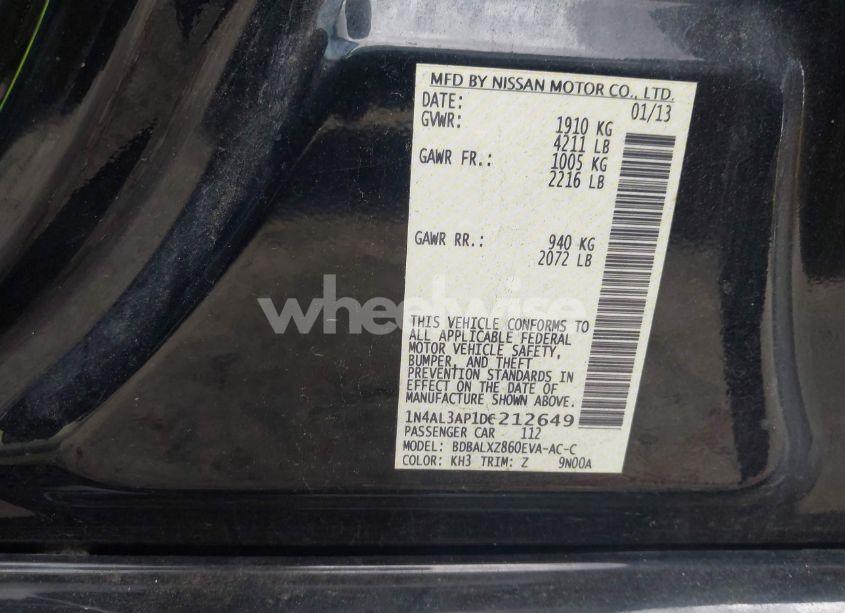 MFD BY NISSAN MOTOR CO., LTD.
DATE: 01/13
GVWR: 1910 KG
4211 LB
GAWR FR.: 1005 KG
2216 LB
GAWR RR.: 940 KG
2072 LB
wheelwise
THIS VEHICLE CONFORMS TO
ALL APPLICABLE FEDERAL
MOTOR VEHICLE SAFETY,
BUMPER, AND THEFT
PREVENTION STANDARDS IN
EFFECT ON THE DATE OF
MANUFACTURE SHOWN ABOVE.
1N4AL3AP1DC212649
PASSENGER CAR 112
MODEL: BDBALXZ860EVA-AC-C
COLOR: KH3 TRIM: Z 9N00A